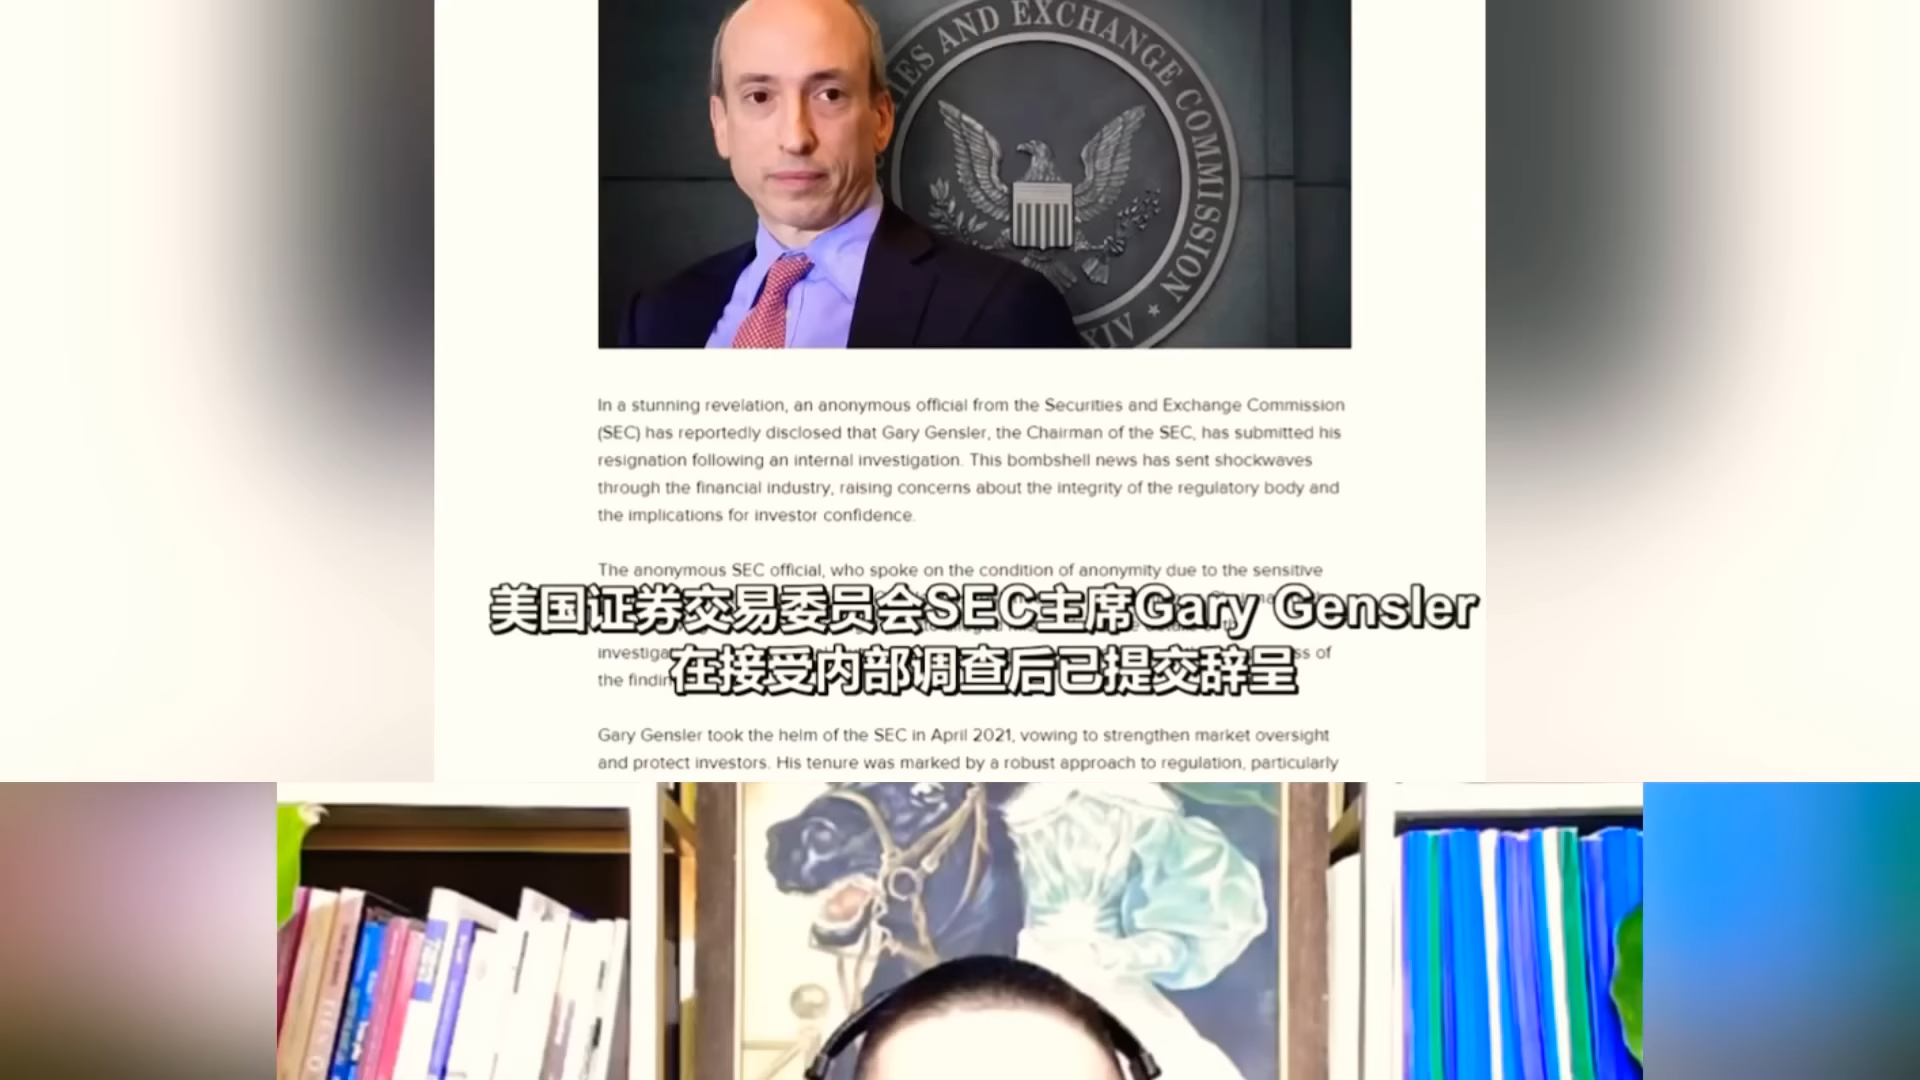 IES AND EXCHANGE COMMISSION
In a stunning revelation, an anonymous official from the Securities and Exchange Commission
(SEC) has reportedly disclosed that Gary Gensler, the Chairman of the SEC, has submitted his
resignation following an internal investigation. This bombshell news has sent shockwaves
through the financial industry, raising concerns about the integrity of the regulatory body and
the implications for investor confidence.
The anonymous SEC official, who spoke on the condition of anonymity due to the sensitive
美国证券交易委员会SEC主席Gary Gensler
在接受内部调查后已提交辞呈
the
Gary Gensler took the helm of the SEC in April 2021, vowing to strengthen market oversight
and protect investors. His tenure was marked by a robust approach to regulation, particularly